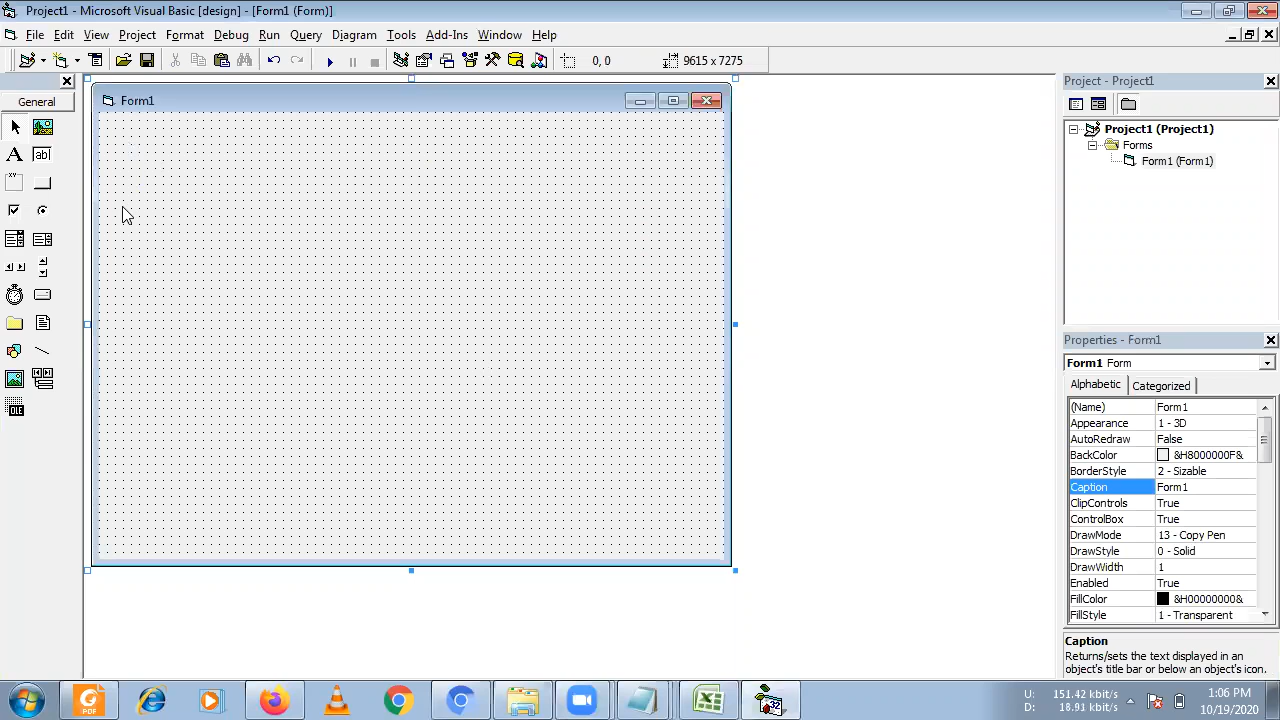 Project1 - Microsoft Visual Basic [design] - [Form1 (Form)]
File Edit View Project Format Debug Run Query Diagram Tools Add-Ins Window Help
0, 0 9615 x 7275
General
Form1
A abl
xv
OLE
Project - Project1
Project1 (Project1)
Forms
Form1 (Form1)
Properties - Form1
Form1 Form
Alphabetic Categorized
(Name) Form1
Appearance 1 - 3D
AutoRedraw False
BackColor &H8000000F&
BorderStyle 2 - Sizable
Caption Form1
ClipControls True
ControlBox True
DrawMode 13 - Copy Pen
DrawStyle 0 - Solid
DrawWidth 1
Enabled True
FillColor &H00000000&
FillStyle 1 - Transparent
Caption
Returns/sets the text displayed in an
object's title bar or below an object's icon.
PDF
32
U: 151.42 kbit/s
D: 18.91 kbit/s
1:06 PM
10/19/2020